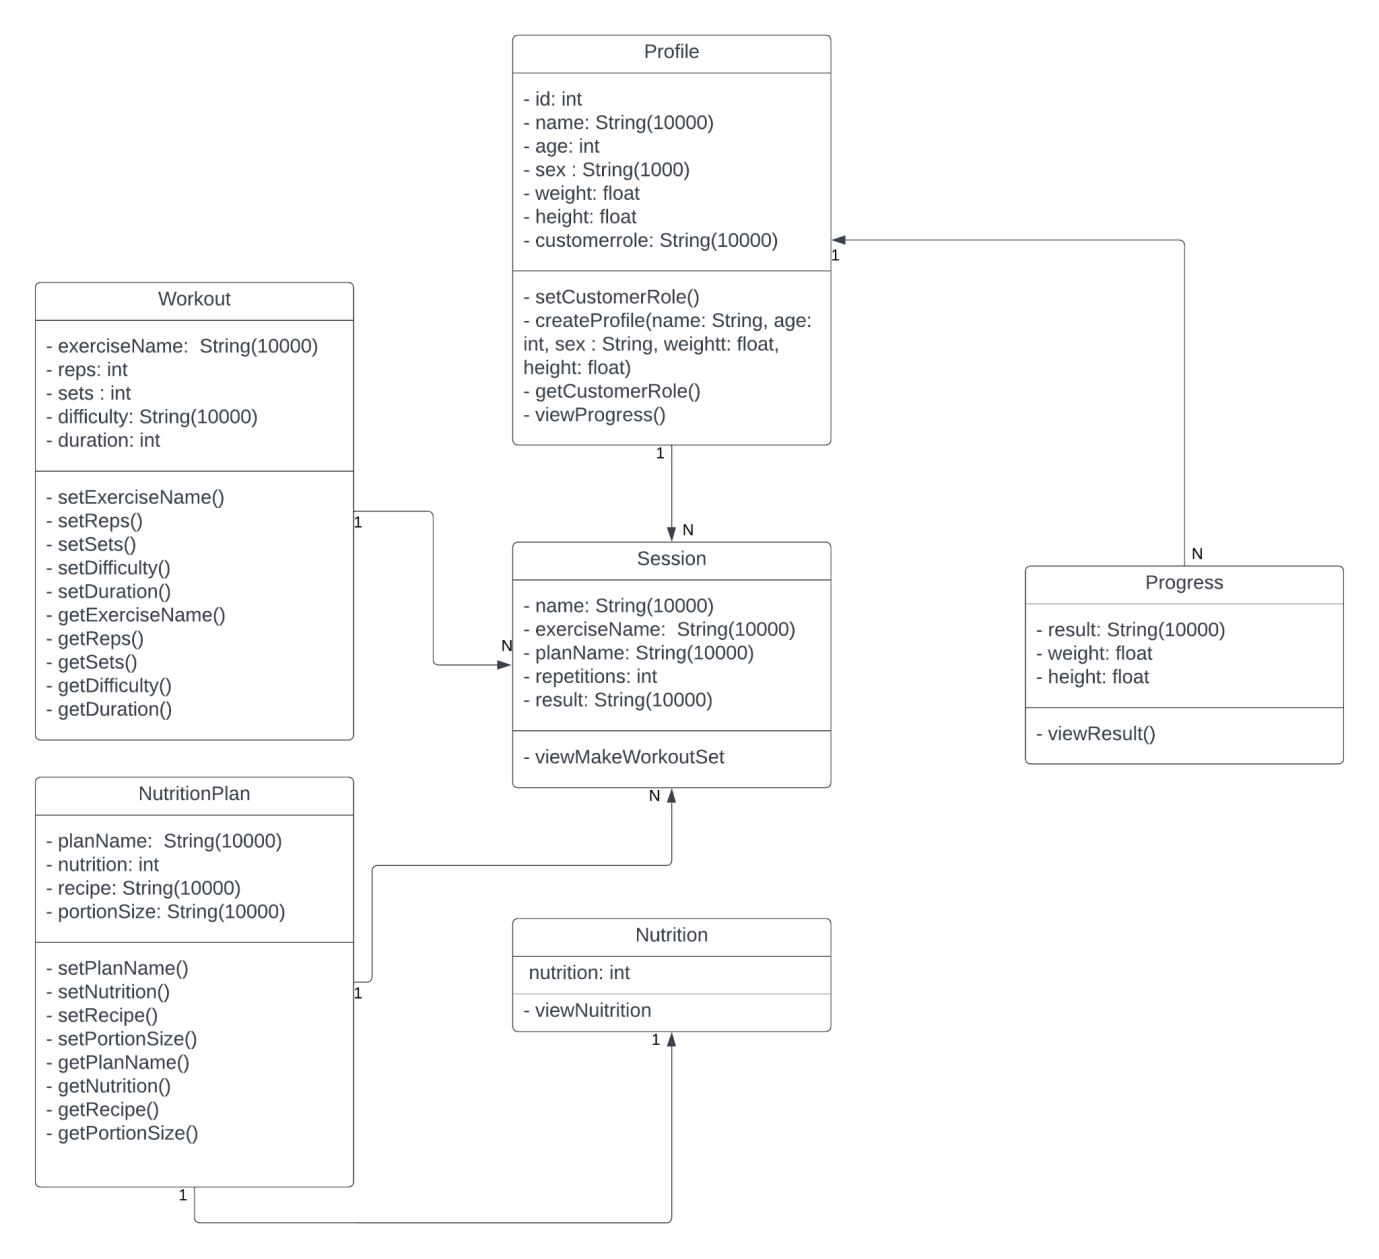 Profile
- id: int
- name: String(10000)
- age: int
- sex : String(1000)
- weight: float
- height: float
- customerrole: String(10000)
1
- setCustomerRole()
- createProfile(name: String, age:
int, sex : String, weightt: float,
height: float)
- getCustomerRole()
- viewProgress()
1
N
Workout
- exerciseName:  String(10000)
- reps: int
- sets : int
- difficulty: String(10000)
- duration: int
- setExerciseName()
- setReps()
- setSets()
- setDifficulty()
- setDuration()
- getExerciseName()
- getReps()
- getSets()
- getDifficulty()
- getDuration()
1
N
Session
- name: String(10000)
- exerciseName:  String(10000)
- planName: String(10000)
- repetitions: int
- result: String(10000)
- viewMakeWorkoutSet
N
N
Progress
- result: String(10000)
- weight: float
- height: float
- viewResult()
NutritionPlan
- planName:  String(10000)
- nutrition: int
- recipe: String(10000)
- portionSize: String(10000)
- setPlanName()
- setNutrition()
- setRecipe()
- setPortionSize()
- getPlanName()
- getNutrition()
- getRecipe()
- getPortionSize()
1
1
Nutrition
nutrition: int
- viewNuitrition
1